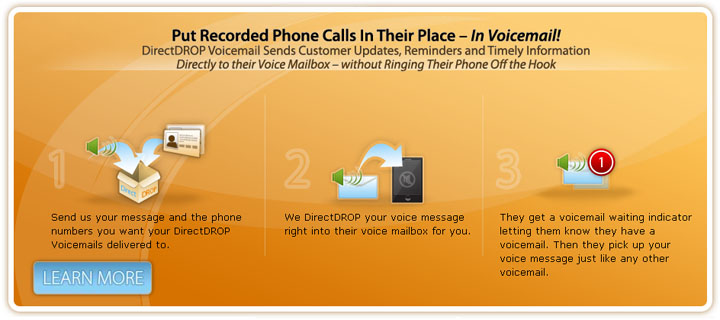 Put Recorded Phone Calls In Their Place – In Voicemail!
DirectDROP Voicemail Sends Customer Updates, Reminders and Timely Information
Directly to their Voice Mailbox – without Ringing Their Phone Off the Hook
1
Direct DROP
Send us your message and the phone
numbers you want your DirectDROP
Voicemails delivered to.
2
We DirectDROP your voice message
right into their voice mailbox for you.
3
1
They get a voicemail waiting indicator
letting them know they have a
voicemail. Then they pick up your
voice message just like any other
voicemail.
LEARN MORE